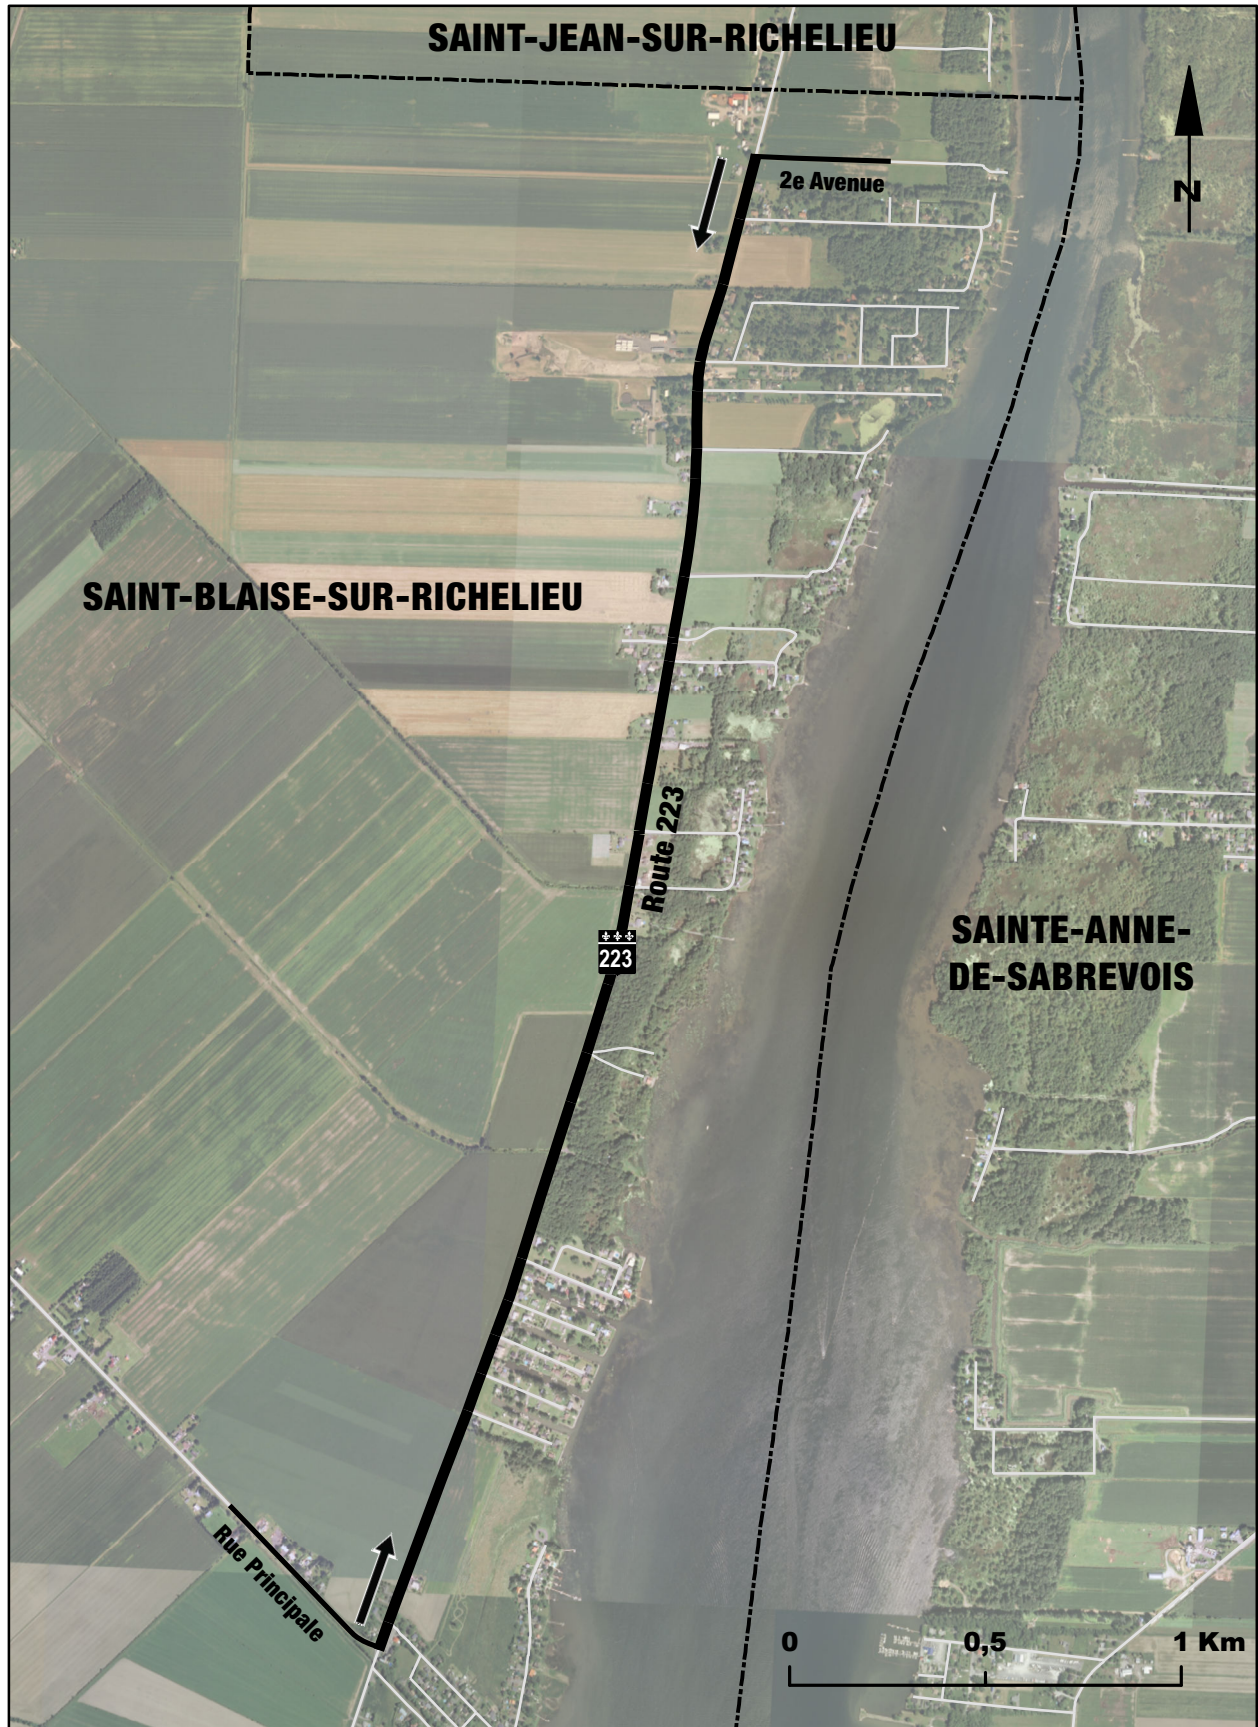 SAINT-JEAN-SUR-RICHELIEU
2e Avenue
N
SAINT-BLAISE-SUR-RICHELIEU
Route 223
223
SAINTE-ANNE-
DE-SABREVOIS
Rue Principale
0 0,5 1 Km